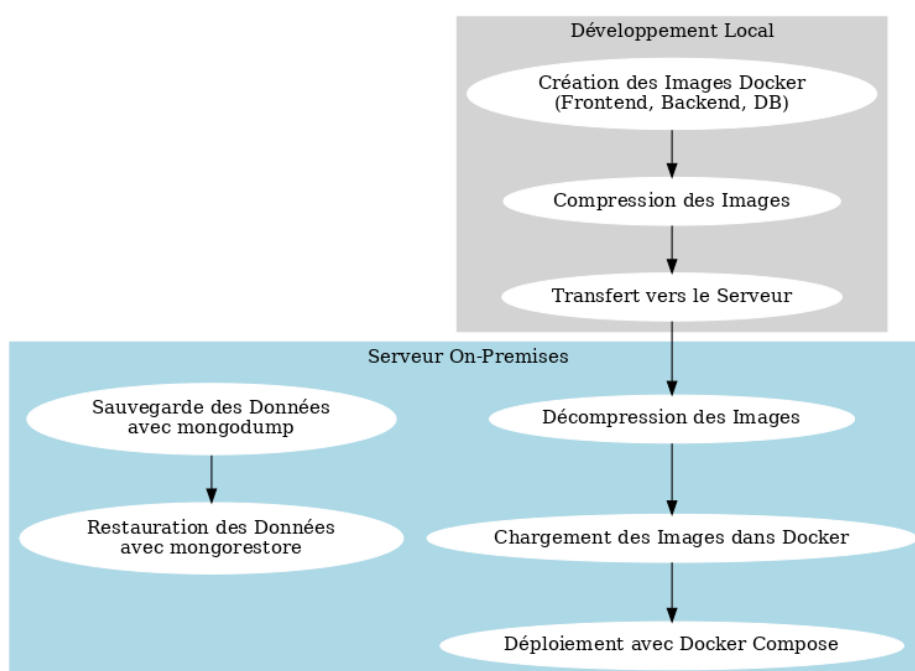 Développement Local
Création des Images Docker
(Frontend, Backend, DB)
Compression des Images
Transfert vers le Serveur
Serveur On-Premises
Sauvegarde des Données
avec mongodump
Restauration des Données
avec mongorestore
Décompression des Images
Chargement des Images dans Docker
Déploiement avec Docker Compose